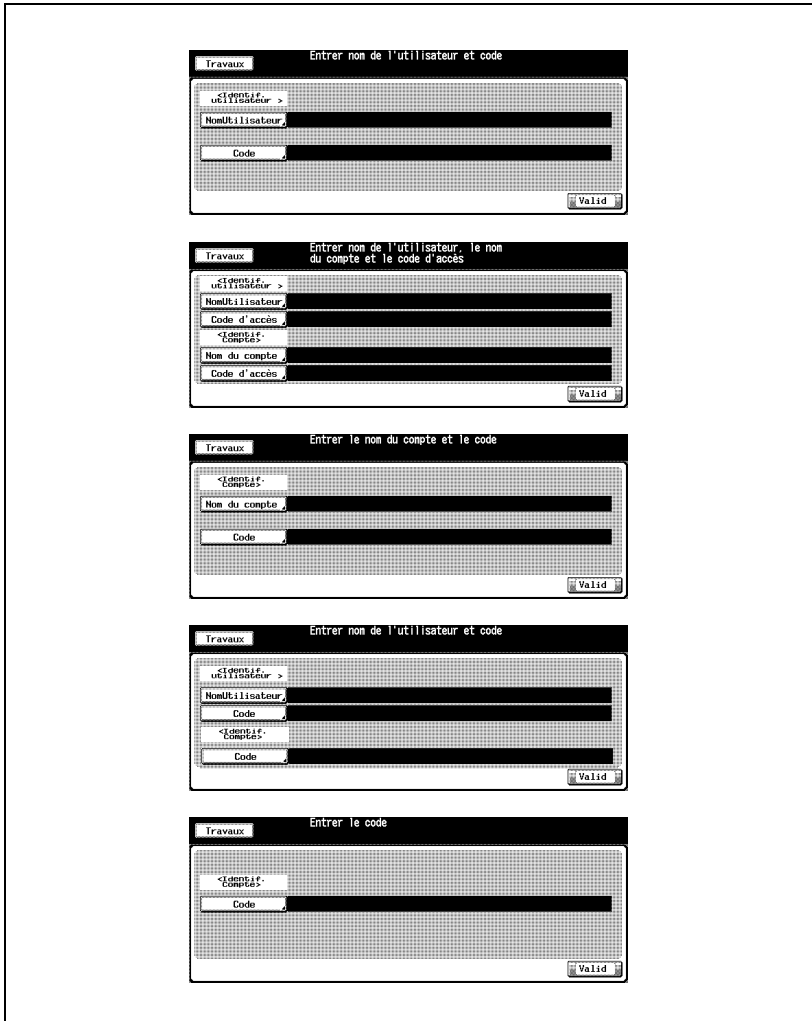 Travaux
Entrer nom de l'utilisateur et code
<Identif.
utilisateur >
NomUtilisateur
Code
Valid
Travaux
Entrer nom de l'utilisateur, le nom
du compte et le code d'accès
<Identif.
utilisateur >
NomUtilisateur
Code d'accès
<Identif.
Compte>
Nom du compte
Code d'accès
Valid
Travaux
Entrer le nom du compte et le code
<Identif.
Compte>
Nom du compte
Code
Valid
Travaux
Entrer nom de l'utilisateur et code
<Identif.
utilisateur >
NomUtilisateur
Code
<Identif.
Compte>
Code
Valid
Travaux
Entrer le code
<Identif.
Compte>
Code
Valid